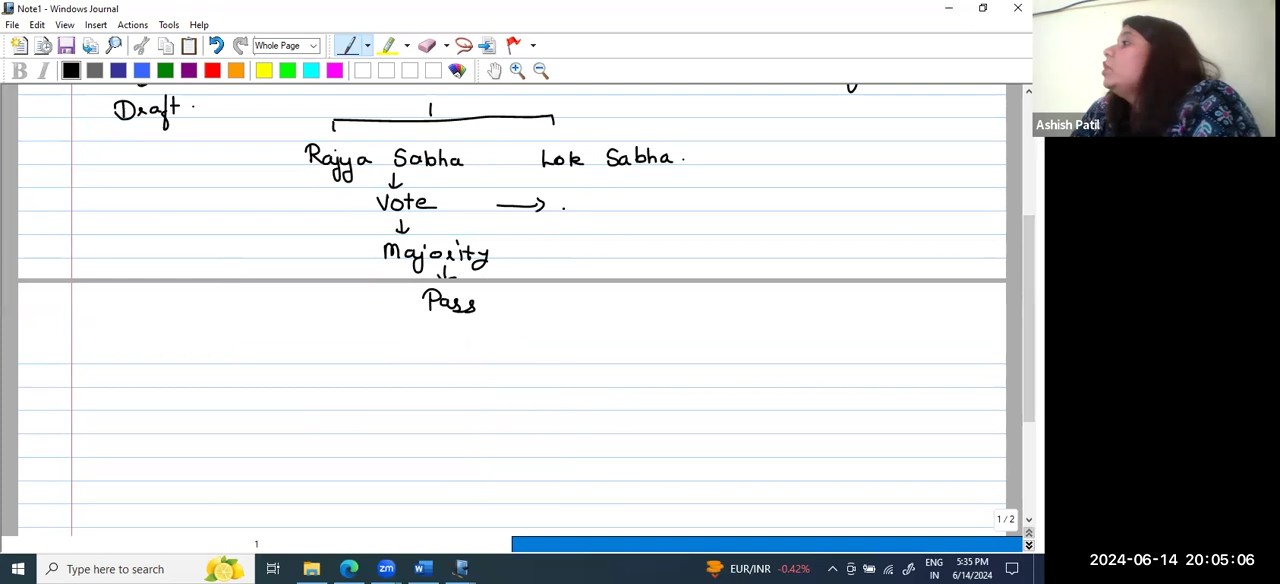 Note1 - Windows Journal
File Edit View Insert Actions Tools Help
Whole Page
B I
Draft.
Rajya Sabha Lok Sabha.
Vote
Majority
Pass
Ashish Patil
1/2
1
Type here to search
zm
EUR/INR -0.42%
ENG
IN
5:35 PM
6/14/2024
2024-06-14 20:05:06